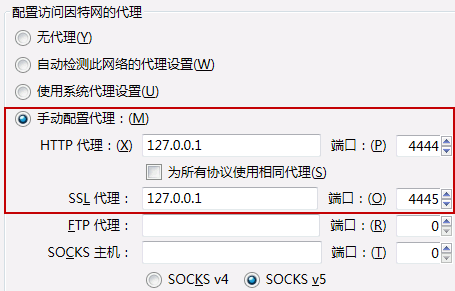 配置访问因特网的代理
无代理(Y)
自动检测此网络的代理设置(W)
使用系统代理设置(U)
手动配置代理：(M)
HTTP 代理：(X) 127.0.0.1 端口：(P) 4444
为所有协议使用相同代理(S)
SSL 代理： 127.0.0.1 端口：(O) 4445
FTP 代理： 端口：(R) 0
SOCKS 主机： 端口：(T) 0
SOCKS v4 SOCKS v5